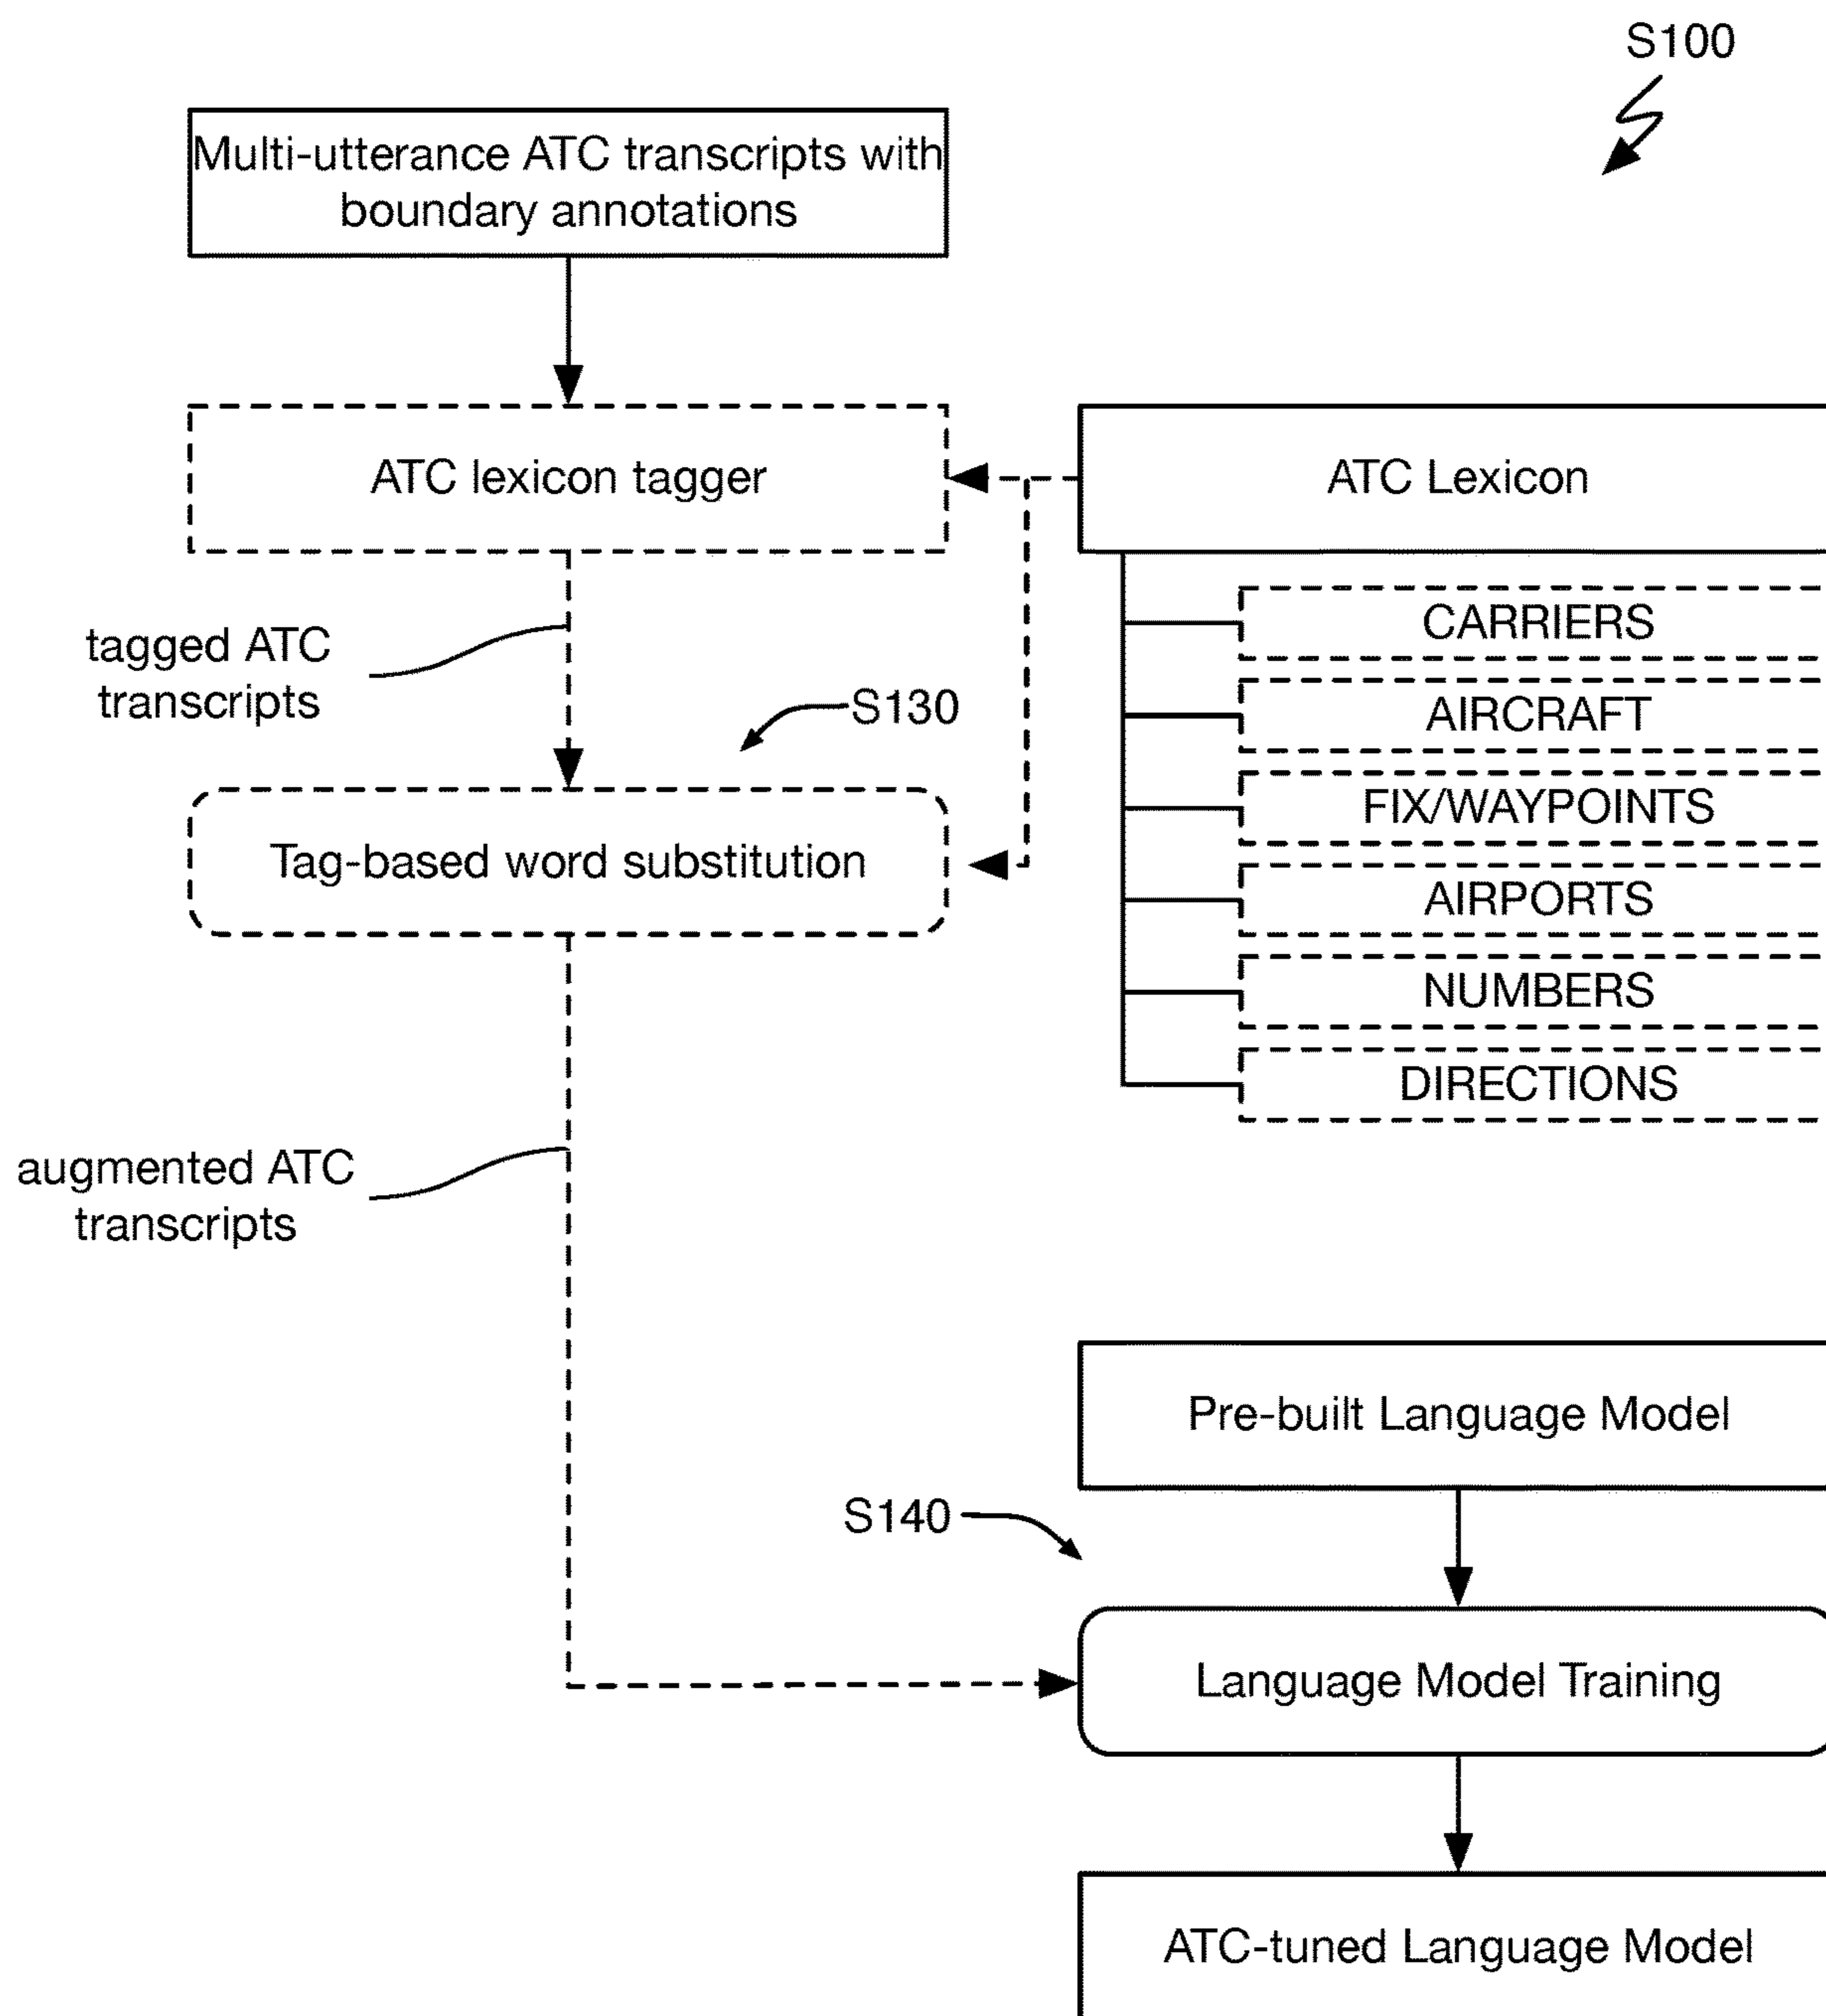 S100
Multi-utterance ATC transcripts with
boundary annotations
ATC lexicon tagger
ATC Lexicon
CARRIERS
tagged ATC
transcripts
S130
AIRCRAFT
FIX/WAYPOINTS
Tag-based word substitution
AIRPORTS
NUMBERS
DIRECTIONS
augmented ATC
transcripts
Pre-built Language Model
S140
Language Model Training
ATC-tuned Language Model